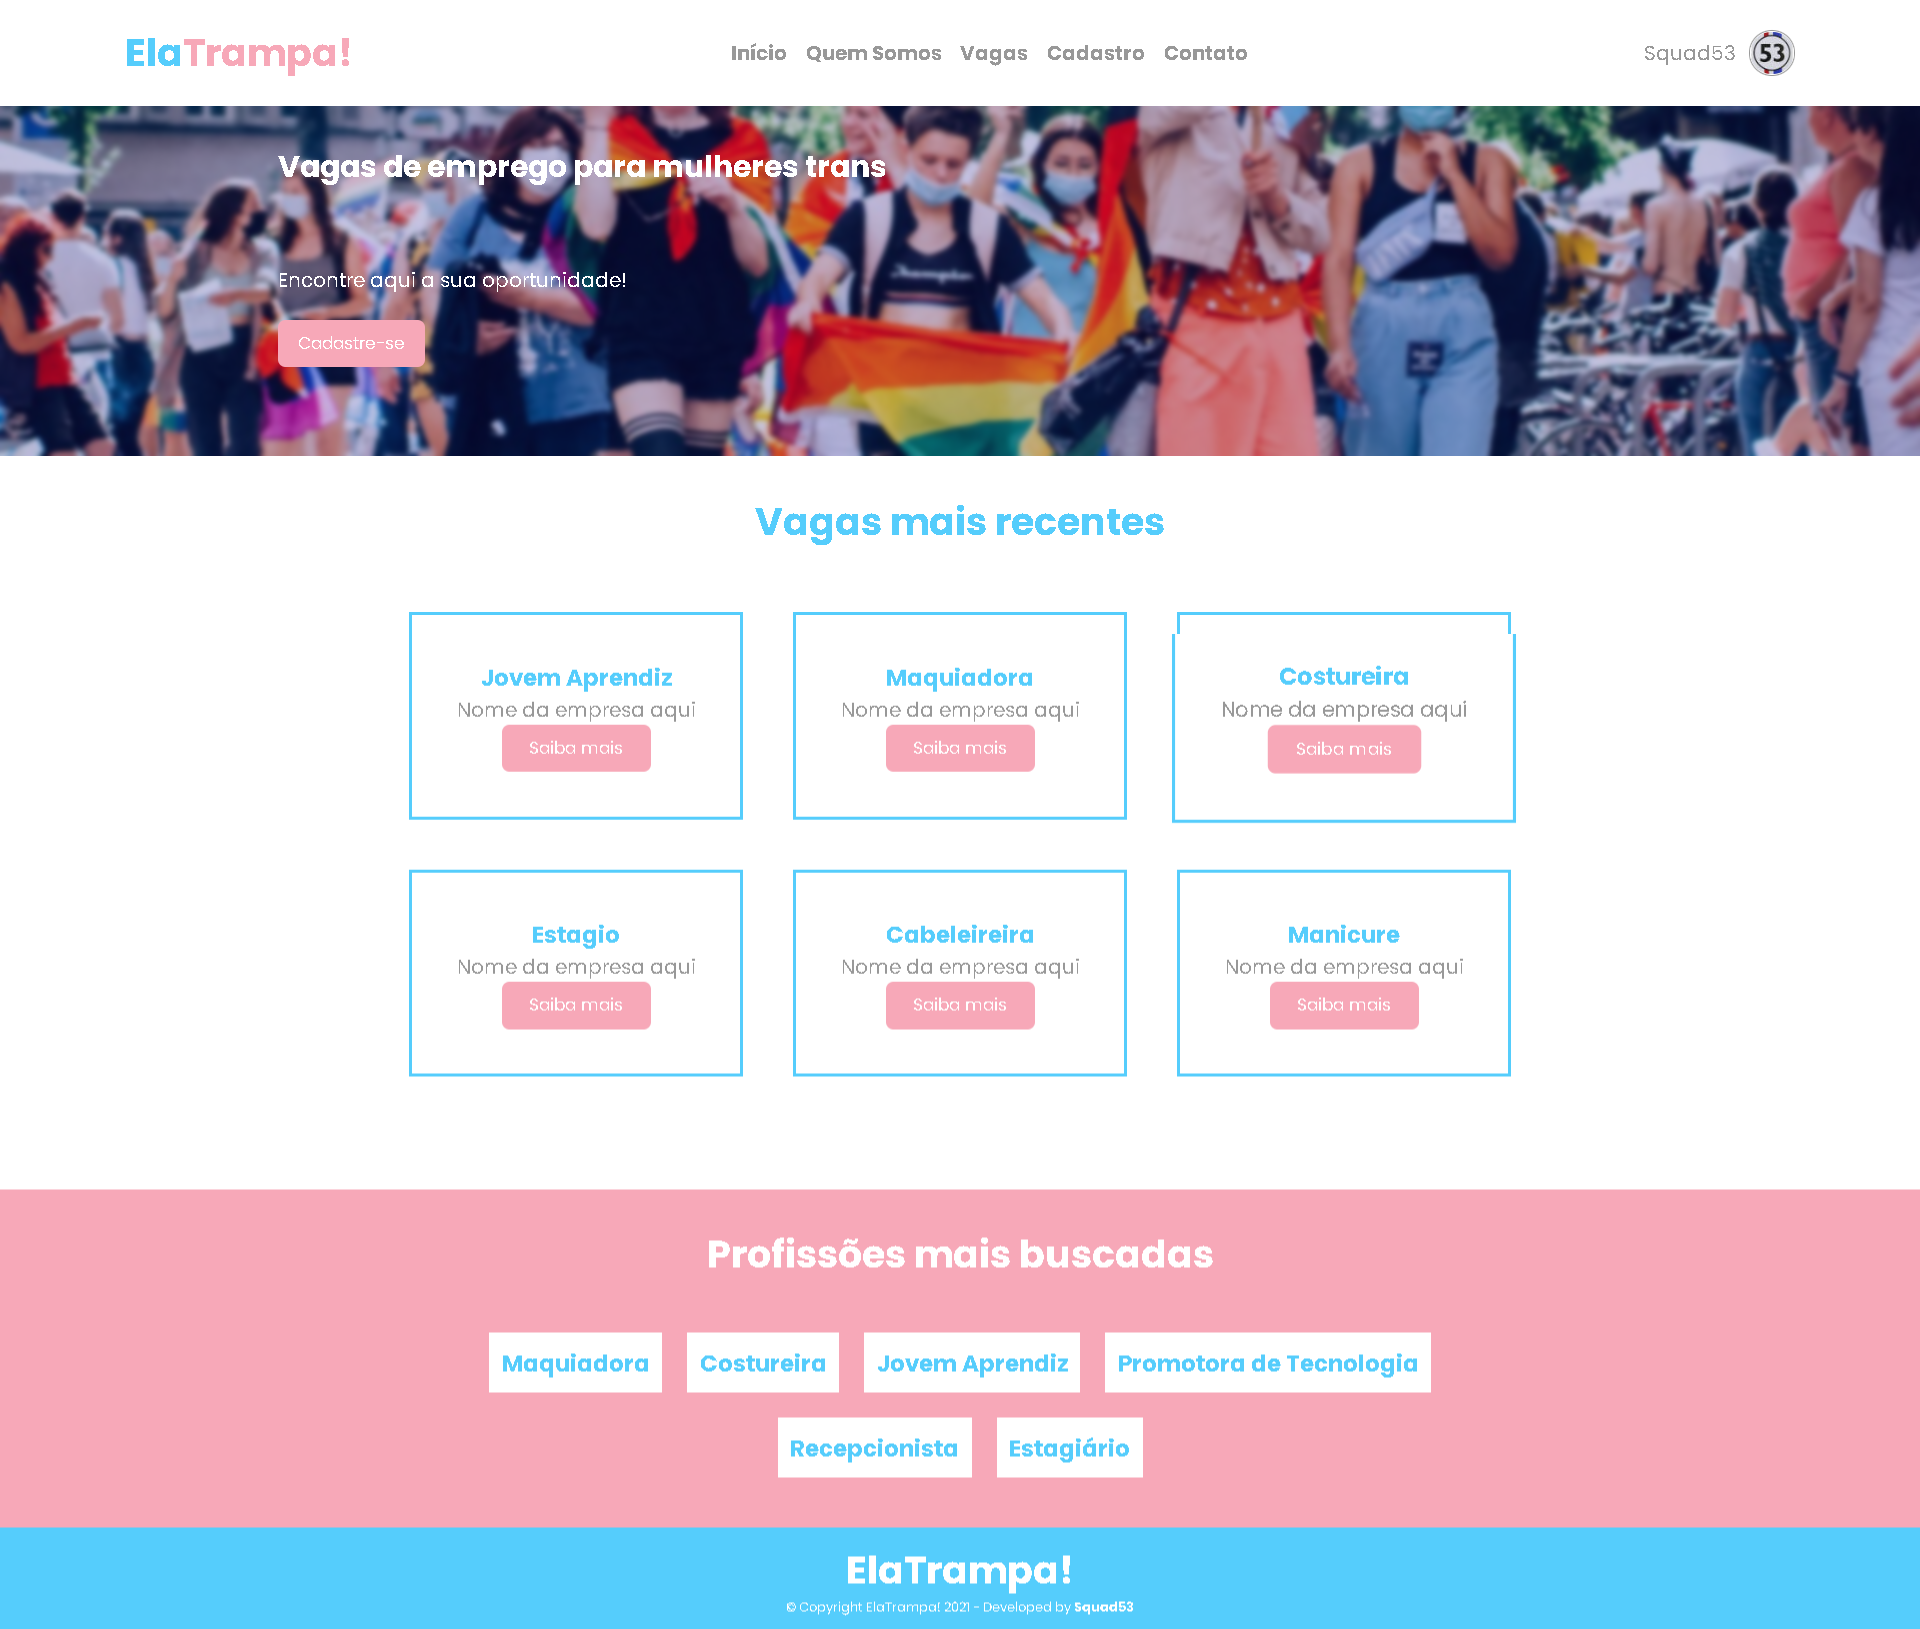 ElaTrampa!
Início Quem Somos Vagas Cadastro Contato
Squad53 53
Vagas de emprego para mulheres trans
Encontre aqui a sua oportunidade!
Cadastre-se
Vagas mais recentes
Jovem Aprendiz
Nome da empresa aqui
Saiba mais
Maquiadora
Nome da empresa aqui
Saiba mais
Costureira
Nome da empresa aqui
Saiba mais
Estagio
Nome da empresa aqui
Saiba mais
Cabeleireira
Nome da empresa aqui
Saiba mais
Manicure
Nome da empresa aqui
Saiba mais
Profissões mais buscadas
Maquiadora
Costureira
Jovem Aprendiz
Promotora de Tecnologia
Recepcionista
Estagiário
ElaTrampa!
© Copyright ElaTrampa! 2021 - Developed by Squad53